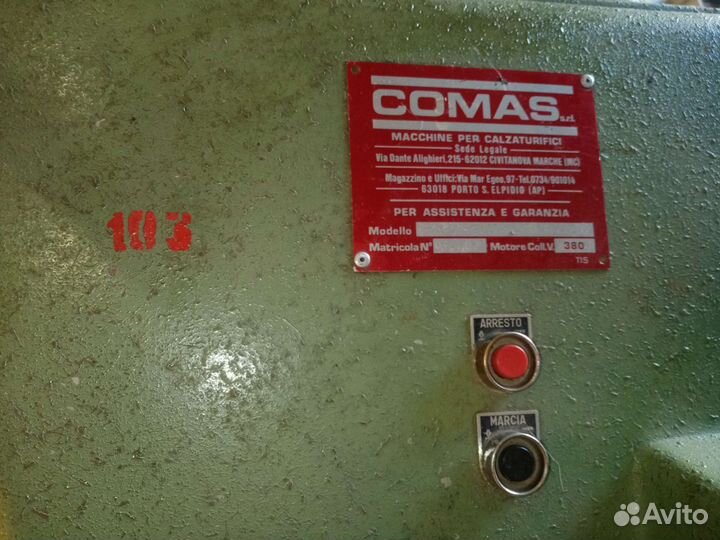 COMAS s.r.l.
MACCHINE PER CALZATURIFICI
Sede Legale
Via Dante Alighieri, 215-62012 CIVITANOVA MARCHE (MC)
Magazzino e Uffici: Via Mar Egeo, 97-Tel.0734/901014
63018 PORTO S. ELPIDIO (AP)
PER ASSISTENZA E GARANZIA
Modello
Matricola N° Motore Coll.V. 380
TIS
103
ARRESTO
MARCIA
Avito